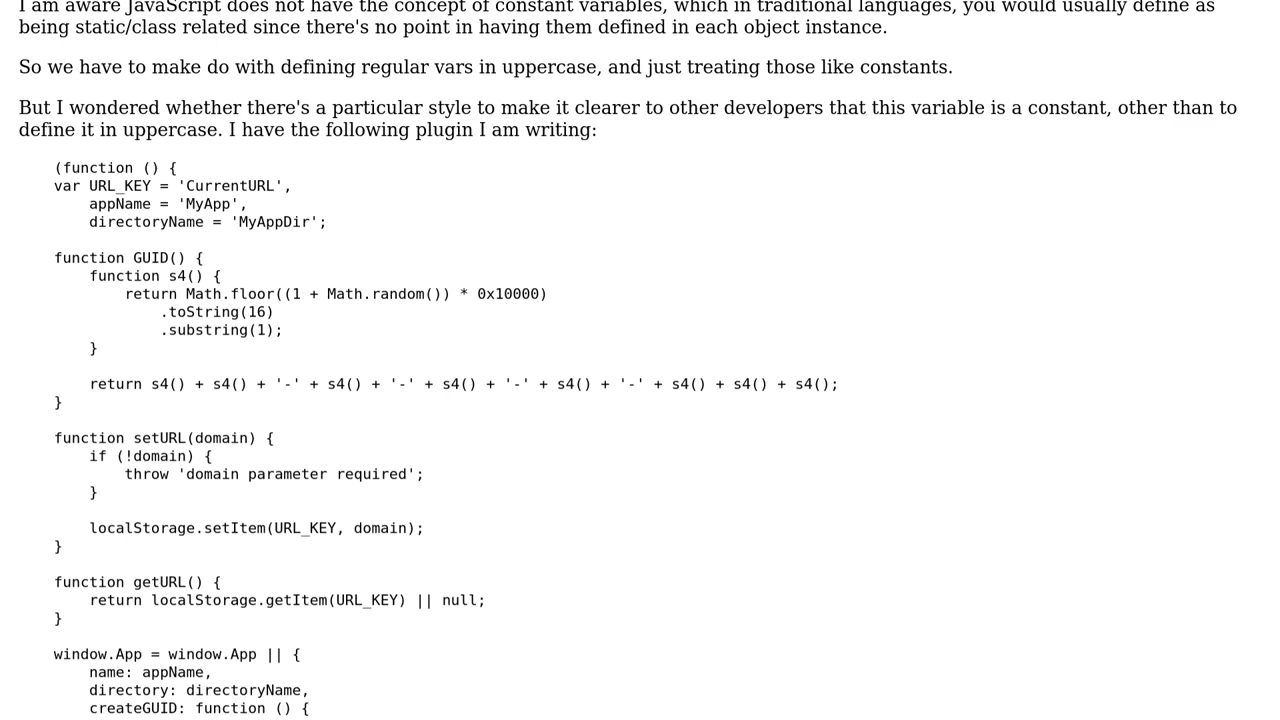 I am aware JavaScript does not have the concept of constant variables, which in traditional languages, you would usually define as
being static/class related since there's no point in having them defined in each object instance.
So we have to make do with defining regular vars in uppercase, and just treating those like constants.
But I wondered whether there's a particular style to make it clearer to other developers that this variable is a constant, other than to
define it in uppercase. I have the following plugin I am writing:
(function () {
var URL_KEY = 'CurrentURL',
    appName = 'MyApp',
    directoryName = 'MyAppDir';
function GUID() {
    function s4() {
        return Math.floor((1 + Math.random()) * 0x10000)
            .toString(16)
            .substring(1);
    }
    return s4() + s4() + '-' + s4() + '-' + s4() + '-' + s4() + '-' + s4() + s4() + s4();
}
function setURL(domain) {
    if (!domain) {
        throw 'domain parameter required';
    }
    localStorage.setItem(URL_KEY, domain);
}
function getURL() {
    return localStorage.getItem(URL_KEY) || null;
}
window.App = window.App || {
    name: appName,
    directory: directoryName,
    createGUID: function () {